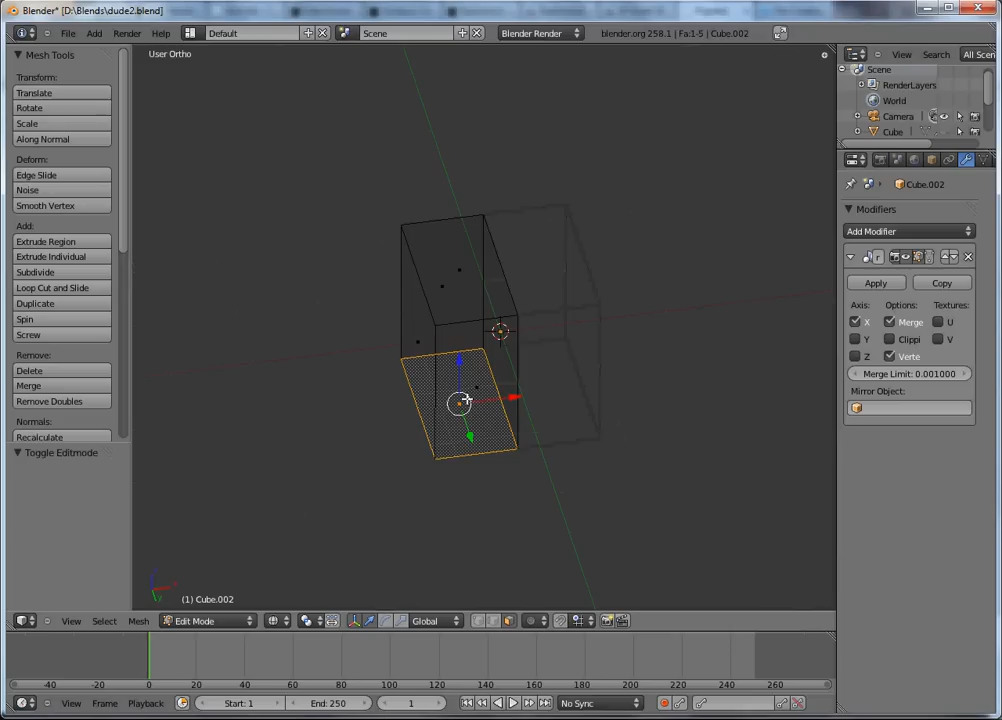 Blender* [D:\Blends\dude2.blend]
File Add Render Help Default Scene Blender Render blender.org 258.1 | Fa:1-5 | Cube.002
View Search All Scen
Mesh Tools
Transform:
Translate
Rotate
Scale
Along Normal
Deform:
Edge Slide
Noise
Smooth Vertex
Add:
Extrude Region
Extrude Individual
Subdivide
Loop Cut and Slide
Duplicate
Spin
Screw
Remove:
Delete
Merge
Remove Doubles
Normals:
Recalculate
Toggle Editmode
User Ortho
(1) Cube.002
View Select Mesh Edit Mode Global
Scene
RenderLayers
World
Camera
Cube
Cube.002
Modifiers
Add Modifier
r
Apply Copy
Axis: Options: Textures:
X Merge U
Y Clippi V
Z Verte
Merge Limit: 0.001000
Mirror Object:
-40 -20 0 20 40 60 80 100 120 140 160 180 200 220 240 260
View Frame Playback Start: 1 End: 250 1 No Sync